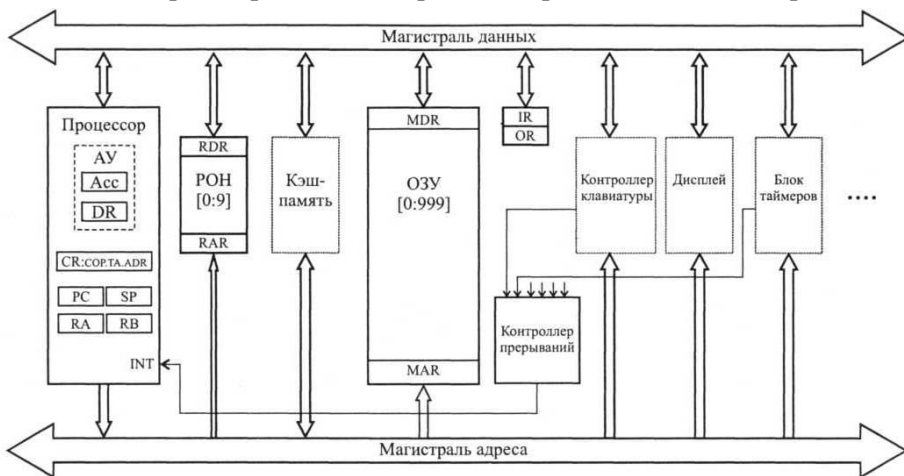 Магистраль данных
Процессор
АУ
Acc
DR
CR:COP.TA.ADR
PC
SP
RA
RB
INT
RDR
РОН
[0:9]
RAR
Кэш-
память
MDR
ОЗУ
[0:999]
MAR
IR
OR
Контроллер
клавиатуры
Дисплей
Блок
таймеров
....
Контроллер
прерываний
Магистраль адреса